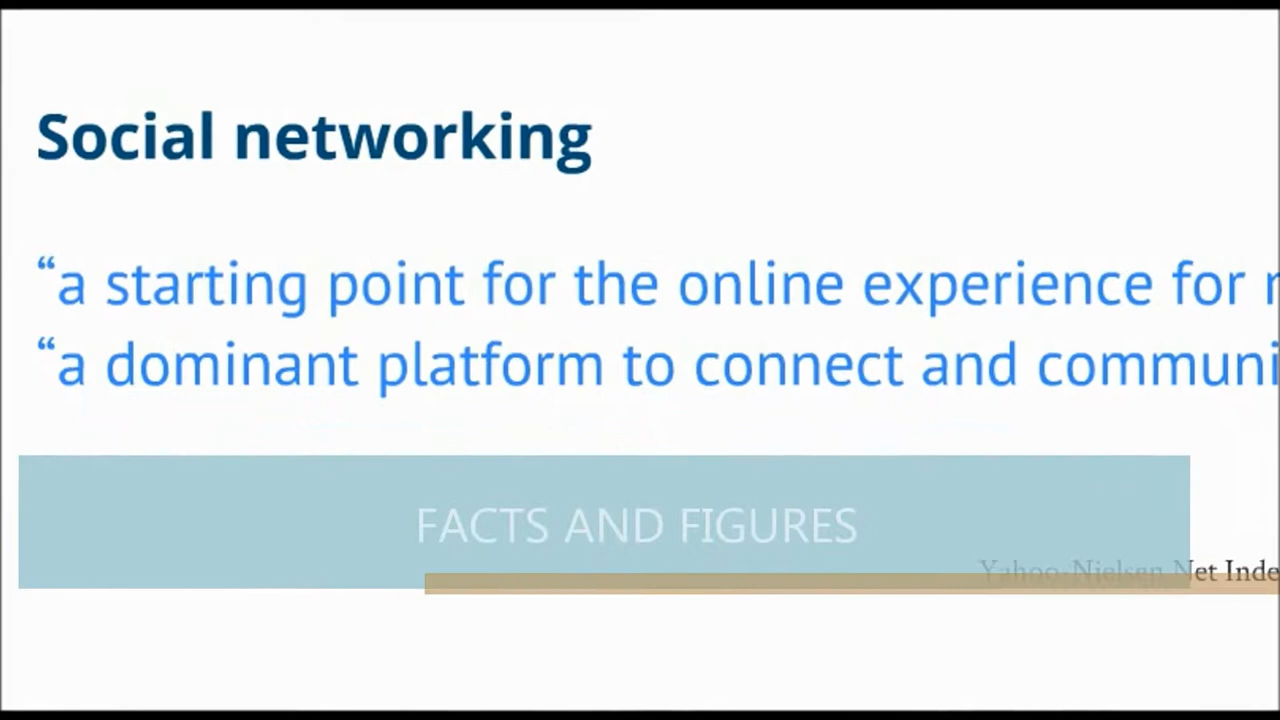 Social networking
“a starting point for the online experience for
“a dominant platform to connect and communi
FACTS AND FIGURES
Yahoo-Nielsen Net Inde